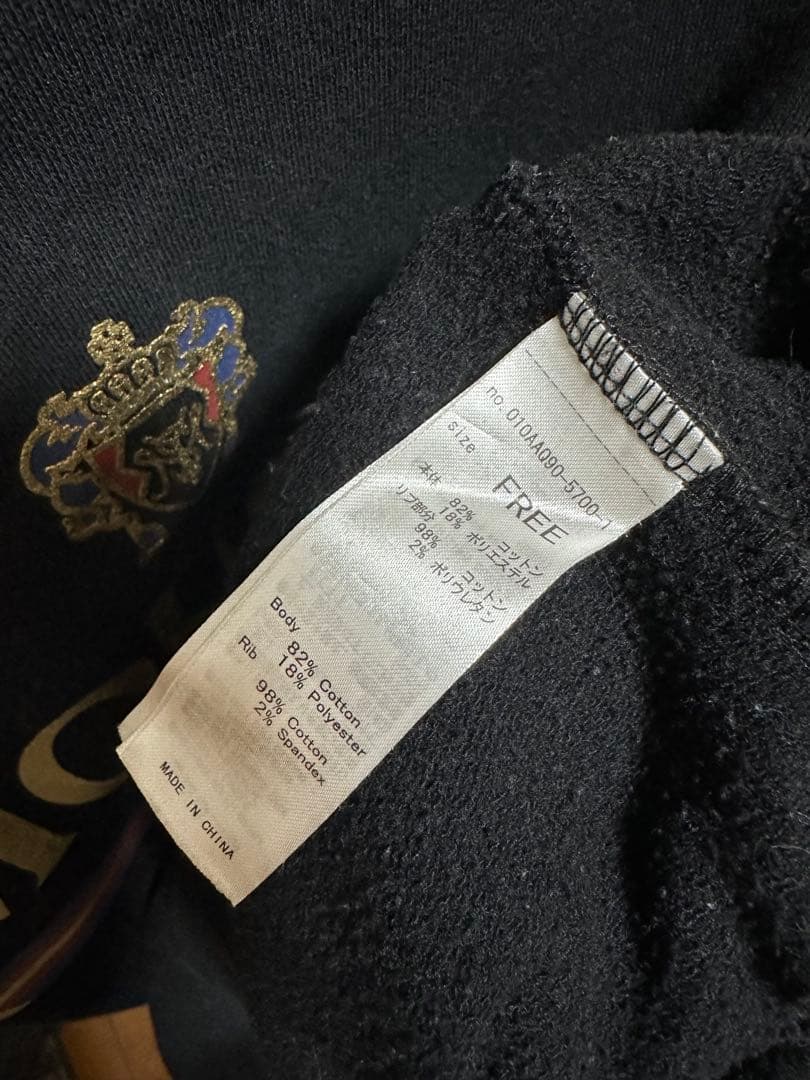 no. 010AA090-5700-1
size FREE
本体 82% コットン
18% ポリエステル
リブ部分 98% コットン
2% ポリウレタン
Body 82% Cotton
18% Polyester
Rib 98% Cotton
2% Spandex
MADE IN CHINA